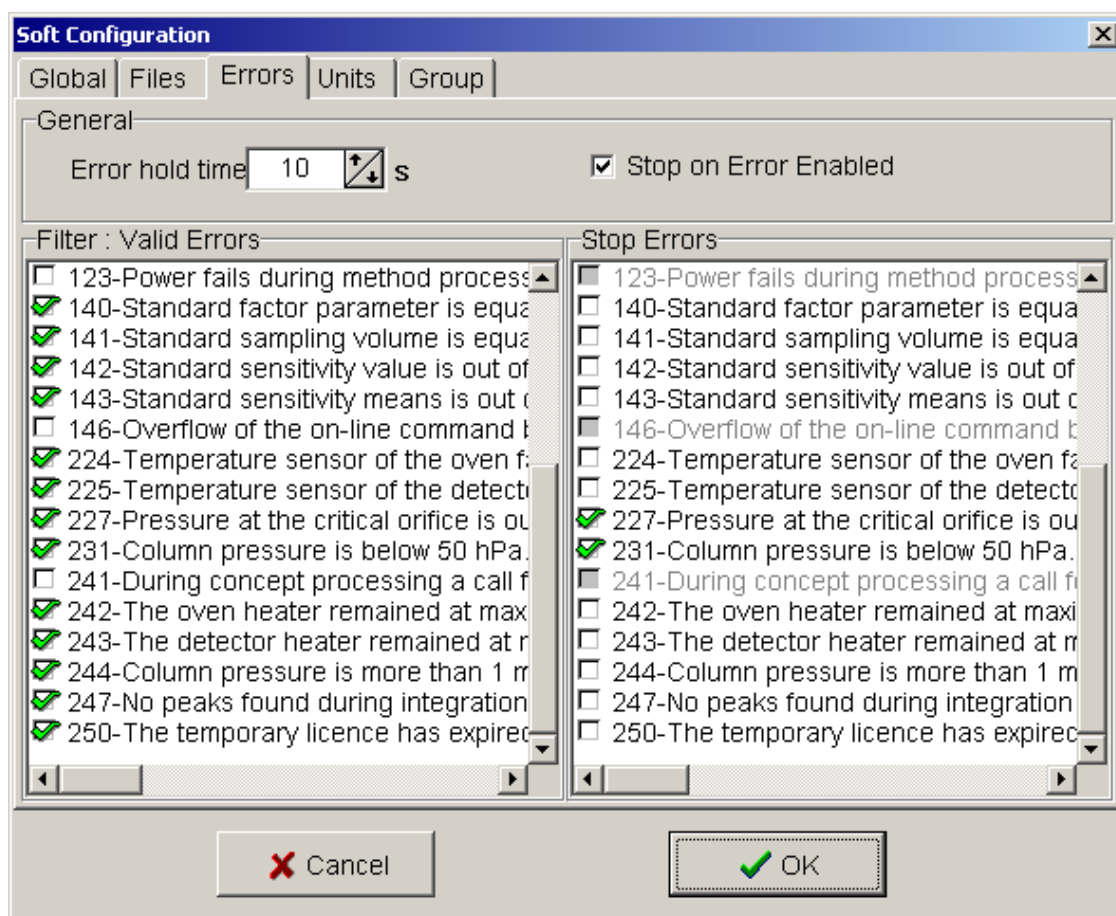 Soft Configuration
Global Files Errors Units Group
General
Error hold time 10 s
Stop on Error Enabled
Filter : Valid Errors
123-Power fails during method process
140-Standard factor parameter is equa
141-Standard sampling volume is equa
142-Standard sensitivity value is out of
143-Standard sensitivity means is out
146-Overflow of the on-line command
224-Temperature sensor of the oven
225-Temperature sensor of the detect
227-Pressure at the critical orifice is ou
231-Column pressure is below 50 hPa.
241-During concept processing a call
242-The oven heater remained at maxi
243-The detector heater remained at
244-Column pressure is more than 1
247-No peaks found during integration
250-The temporary licence has expired
Stop Errors
123-Power fails during method process
140-Standard factor parameter is equa
141-Standard sampling volume is equa
142-Standard sensitivity value is out of
143-Standard sensitivity means is out
146-Overflow of the on-line command
224-Temperature sensor of the oven
225-Temperature sensor of the detect
227-Pressure at the critical orifice is ou
231-Column pressure is below 50 hPa.
241-During concept processing a call
242-The oven heater remained at maxi
243-The detector heater remained at
244-Column pressure is more than 1
247-No peaks found during integration
250-The temporary licence has expired
Cancel
OK